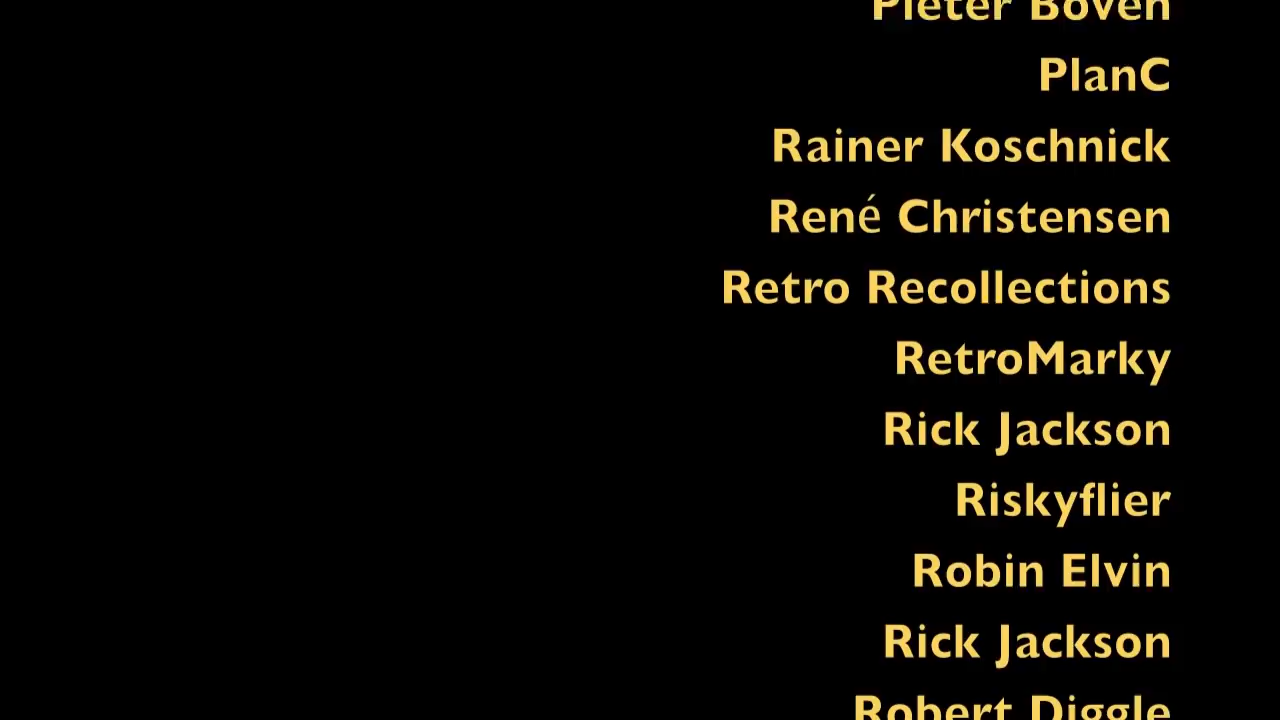 Pieter Boven
PlanC
Rainer Koschnick
René Christensen
Retro Recollections
RetroMarky
Rick Jackson
Riskyflier
Robin Elvin
Rick Jackson
Robert Diggle